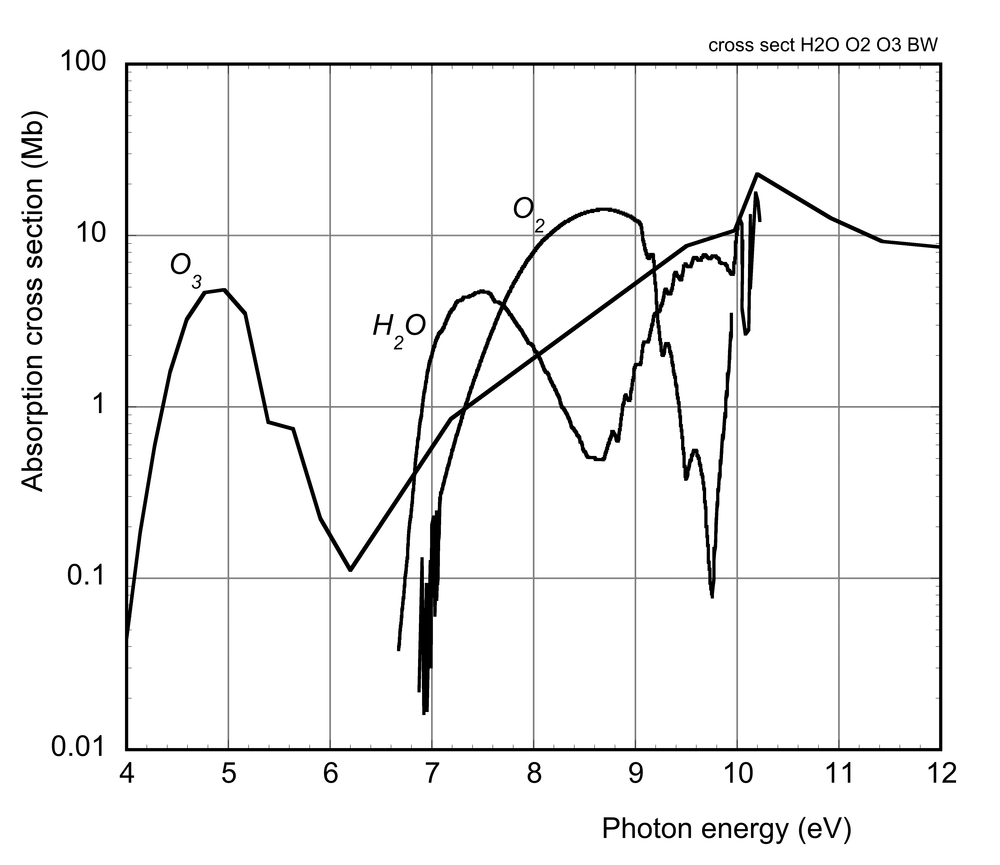 cross sect H2O O2 O3 BW
Absorption cross section (Mb)
100
10
1
0.1
0.01
O2
O3
H2O
4 5 6 7 8 9 10 11 12
Photon energy (eV)